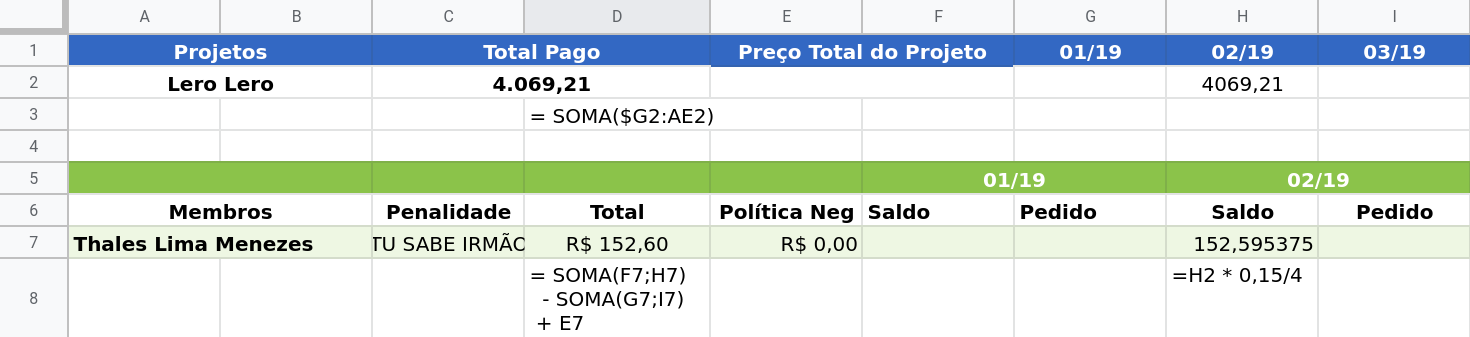 A B C D E F G H I
1 Projetos Total Pago Preço Total do Projeto 01/19 02/19 03/19
2 Lero Lero 4.069,21 4069,21
3 = SOMA($G2:AE2)
4
5 01/19 02/19
6 Membros Penalidade Total Política Neg Saldo Pedido Saldo Pedido
7 Thales Lima Menezes TU SABE IRMÃO R$ 152,60 R$ 0,00 152,595375
8 = SOMA(F7;H7) =H2 * 0,15/4
- SOMA(G7;I7)
+ E7